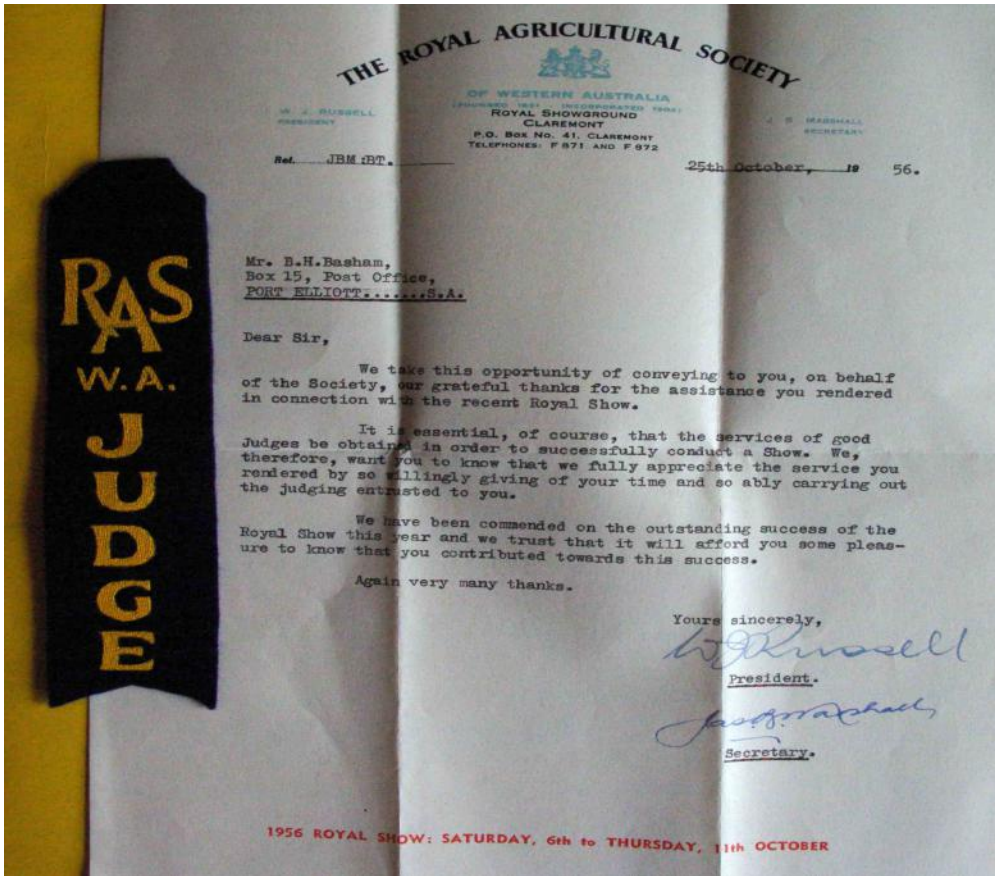 THE ROYAL AGRICULTURAL SOCIETY
OF WESTERN AUSTRALIA
(FOUNDED 1831 - INCORPORATED
W. J. RUSSELL
PRESIDENT
ROYAL SHOWGROUND
CLAREMONT
P.O. BOX NO. 41, CLAREMONT
TELEPHONES: F 871 AND F 872
MARSHALL
SECRETARY
Ref. JBM:BT.
25th October, 19 56.
RAS
W.A.
JUDGE
Mr. B.H.Basham,
Box 15, Post Office,
PORT ELLIOTT.......S.A.
Dear Sir,
We take this opportunity of conveying to you, on behalf
of the Society, our grateful thanks for the assistance you rendered
in connection with the recent Royal Show.
It is essential, of course, that the services of good
Judges be obtained in order to successfully conduct a Show. We,
therefore, want you to know that we fully appreciate the service you
rendered by so willingly giving of your time and so ably carrying out
the judging entrusted to you.
We have been commended on the outstanding success of the
Royal Show this year and we trust that it will afford you some pleas-
ure to know that you contributed towards this success.
Again very many thanks.
Yours sincerely,
W J Russell
President.
Jas. B. Marshall
Secretary.
1956 ROYAL SHOW: SATURDAY, 6th to THURSDAY, 11th OCTOBER